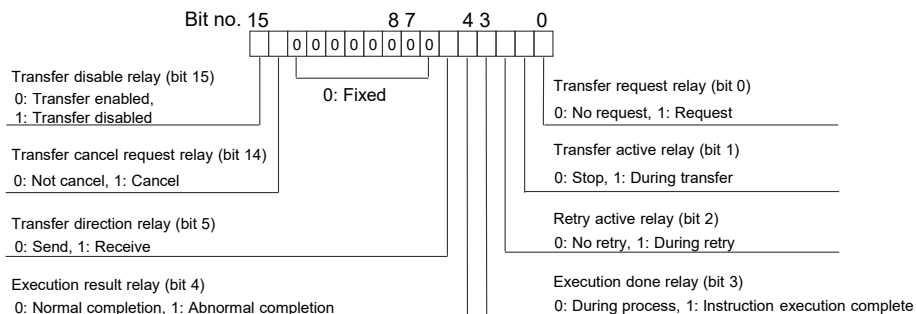 Bit no. 15 8 7 4 3 0
0 0 0 0 0 0 0 0
0: Fixed
Transfer disable relay (bit 15)
0: Transfer enabled,
1: Transfer disabled
Transfer cancel request relay (bit 14)
0: Not cancel, 1: Cancel
Transfer direction relay (bit 5)
0: Send, 1: Receive
Execution result relay (bit 4)
0: Normal completion, 1: Abnormal completion
Transfer request relay (bit 0)
0: No request, 1: Request
Transfer active relay (bit 1)
0: Stop, 1: During transfer
Retry active relay (bit 2)
0: No retry, 1: During retry
Execution done relay (bit 3)
0: During process, 1: Instruction execution complete